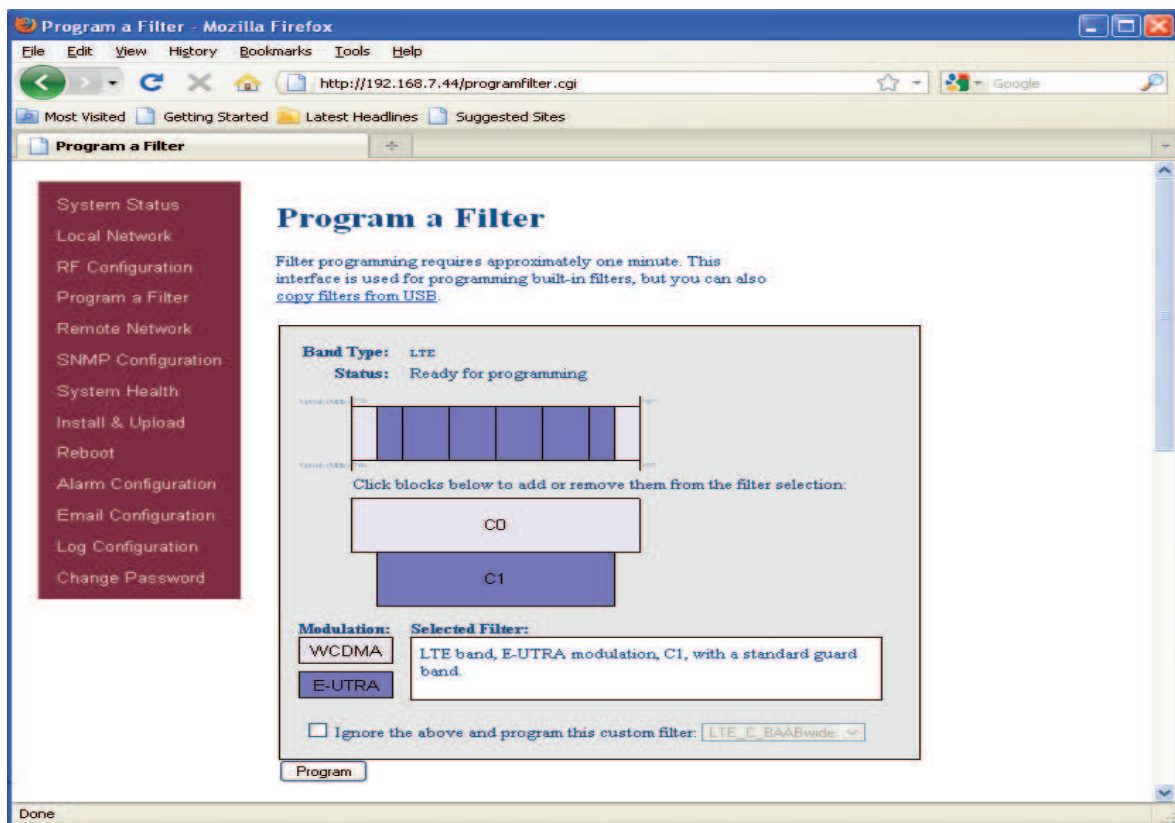 Program a Filter - Mozilla Firefox
File Edit View History Bookmarks Tools Help
http://192.168.7.44/programfilter.cgi
Google
Most Visited Getting Started Latest Headlines Suggested Sites
Program a Filter
System Status
Local Network
RF Configuration
Program a Filter
Remote Network
SNMP Configuration
System Health
Install & Upload
Reboot
Alarm Configuration
Email Configuration
Log Configuration
Change Password
Program a Filter
Filter programming requires approximately one minute. This
interface is used for programming built-in filters, but you can also
copy filters from USB.
Band Type: LTE
Status: Ready for programming
Click blocks below to add or remove them from the filter selection:
C0
C1
Modulation: Selected Filter:
WCDMA
E-UTRA
LTE band, E-UTRA modulation, C1, with a standard guard
band.
Ignore the above and program this custom filter: LTE_C_BAABwide
Program
Done